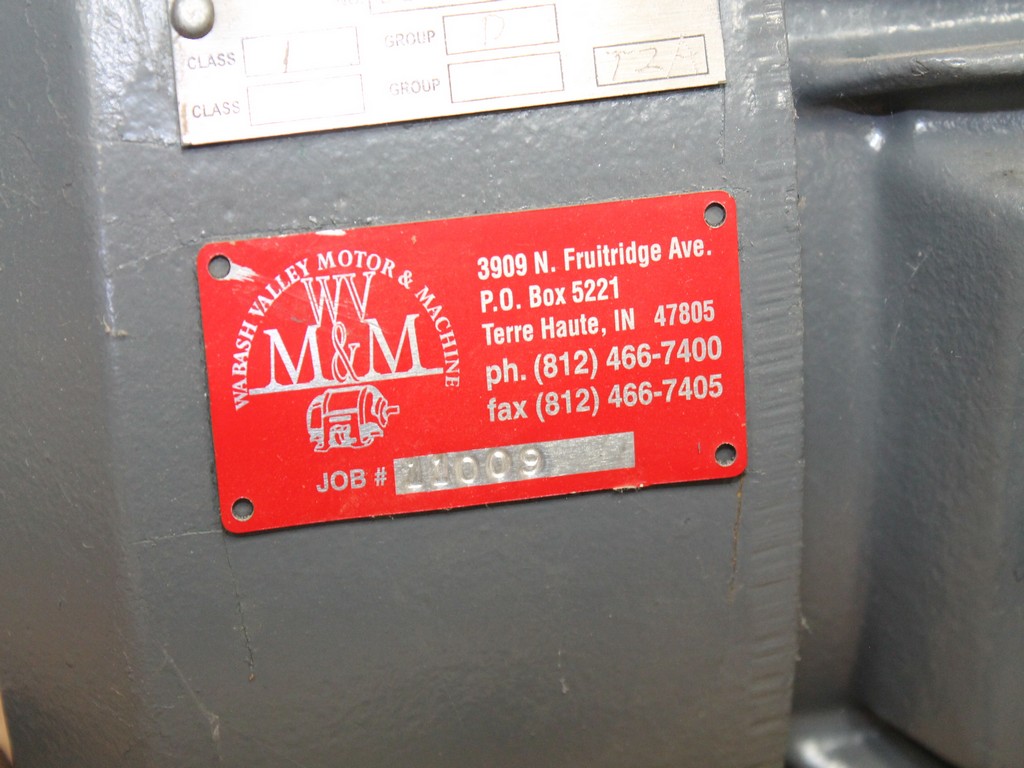 CLASS 1 GROUP D
CLASS GROUP
WABASH VALLEY MOTOR & MACHINE
WV
M&M
3909 N. Fruitridge Ave.
P.O. Box 5221
Terre Haute, IN 47805
ph. (812) 466-7400
fax (812) 466-7405
JOB # 11009